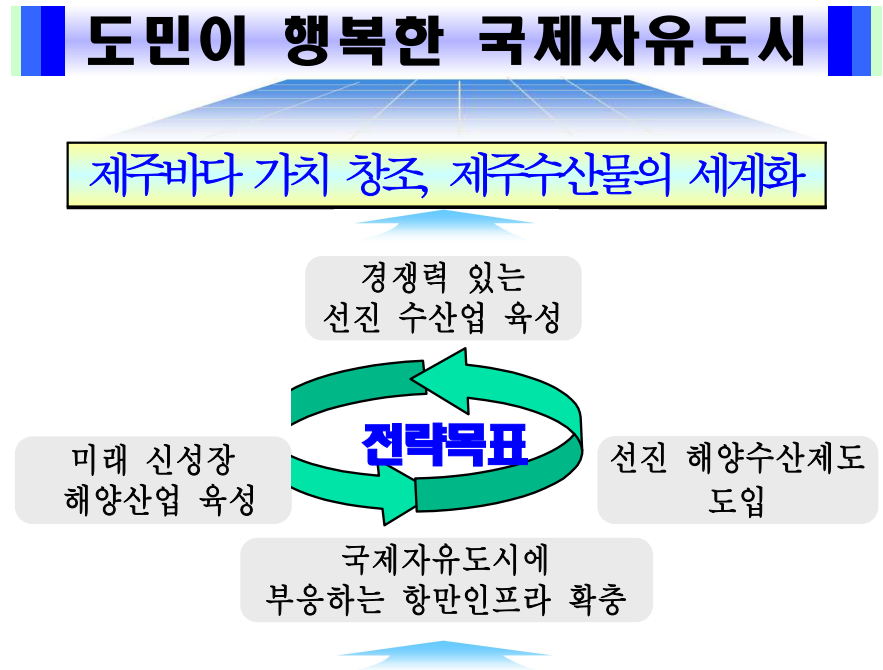 도민이 행복한 국제자유도시
제주바다 가치 창조, 제주수산물의 세계화
경쟁력 있는
선진 수산업 육성
전략목표
미래 신성장
해양산업 육성
선진 해양수산제도
도입
국제자유도시에
부응하는 항만인프라 확충